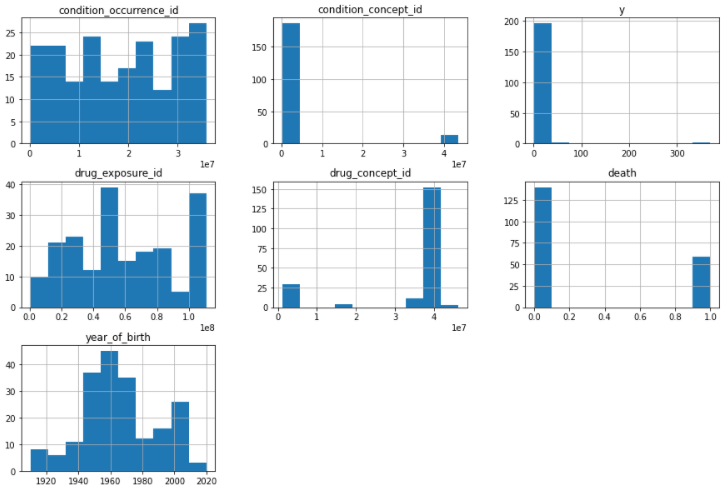 condition_occurrence_id
25
20
15
10
5
0
0 1 2 3
1e7
condition_concept_id
150
100
50
0
0 1 2 3 4
1e7
y
200
150
100
50
0
0 100 200 300
drug_exposure_id
40
30
20
10
0
0.0 0.2 0.4 0.6 0.8 1.0
1e8
drug_concept_id
150
125
100
75
50
25
0
0 1 2 3 4
1e7
death
125
100
75
50
25
0
0.0 0.2 0.4 0.6 0.8 1.0
year_of_birth
40
30
20
10
0
1920 1940 1960 1980 2000 2020